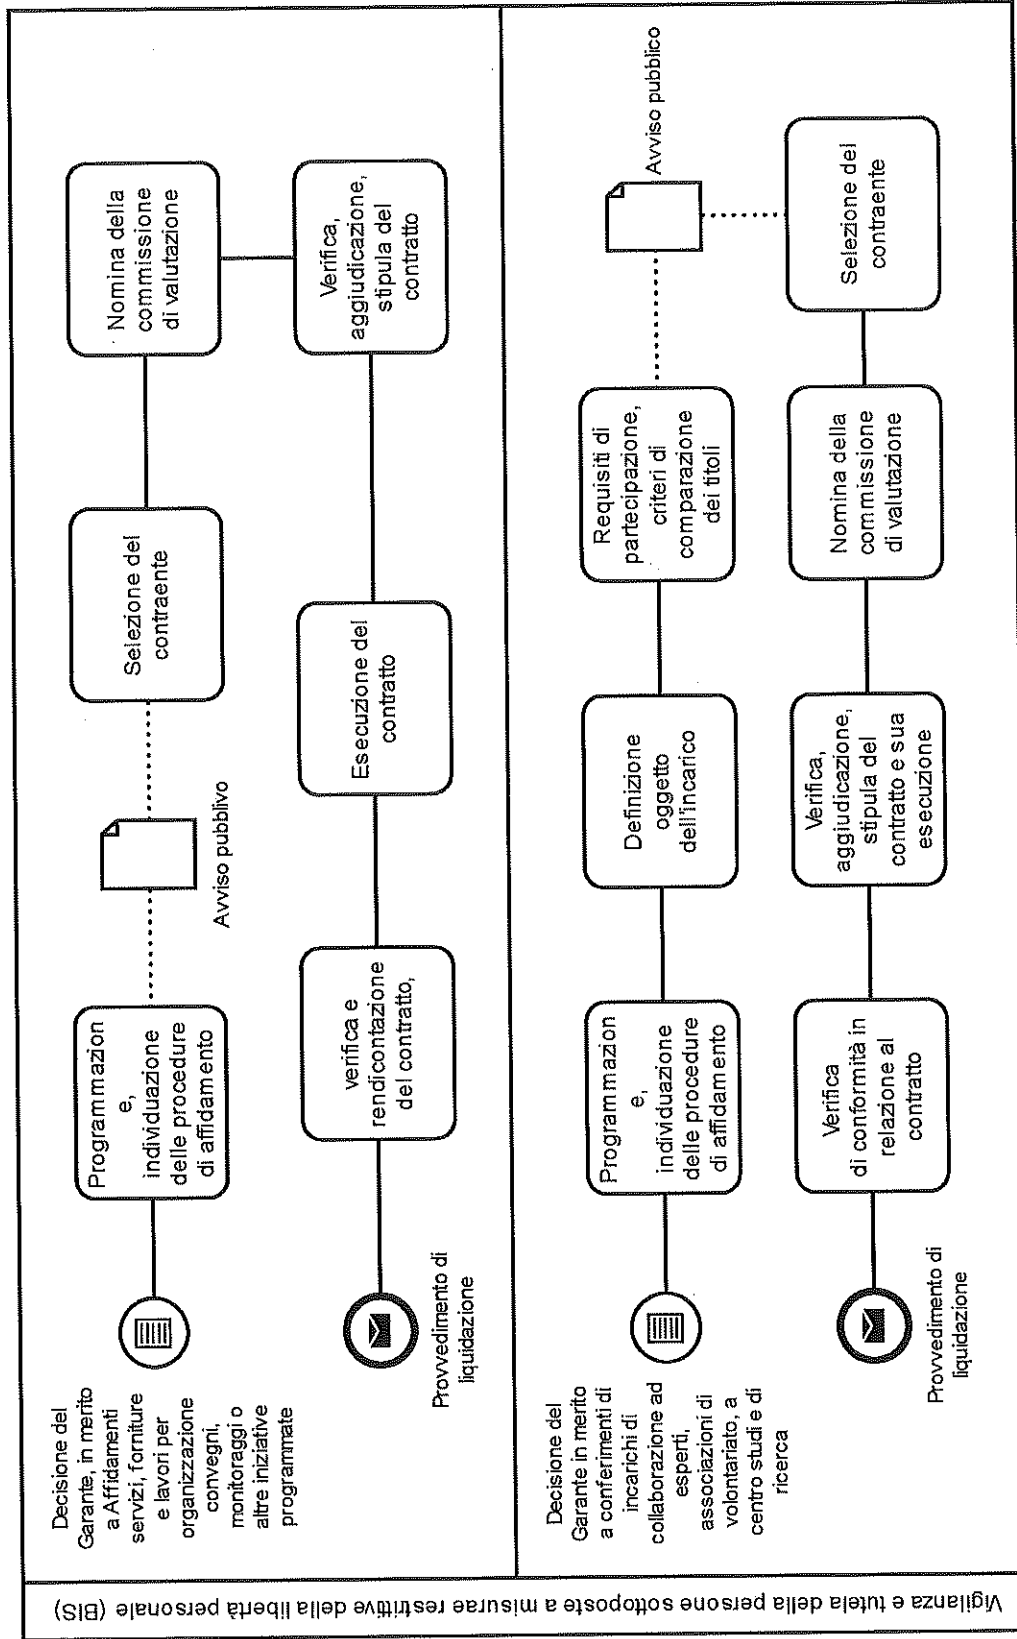 Vigilanza e tutela della persone sottoposte a misurae restrittive della libertà personale (BIS)
Decisione del
Garante, in merito
a Affidamenti
servizi, forniture
e lavori per
organizzazione
convegni,
monitoraggi o
altre iniziative
programmate
Programmazion
e,
individuazione
delle procedure
di affidamento
Avviso pubblivo
Selezione del
contraente
Nomina della
commissione
di valutazione
Verifica,
aggiudicazione,
stipula del
contratto
Esecuzione del
contratto
verifica e
rendicontazione
del contratto,
Provvedimento di
liquidazione
Decisione del
Garante in merito
a conferimenti di
incarichi di
collaborazione ad
esperti,
associazioni di
volontariato, a
centro studi e di
ricerca
Programmazion
e,
individuazione
delle procedure
di affidamento
Definizione
oggetto
dell'incarico
Requisiti di
partecipazione,
criteri di
comparazione
dei titoli
Avviso pubblico
Selezione del
contraente
Nomina della
commissione
di valutazione
Verifica,
aggiudicazione,
stipula del
contratto e sua
esecuzione
Verifica
di conformità in
relazione al
contratto
Provvedimento di
liquidazione